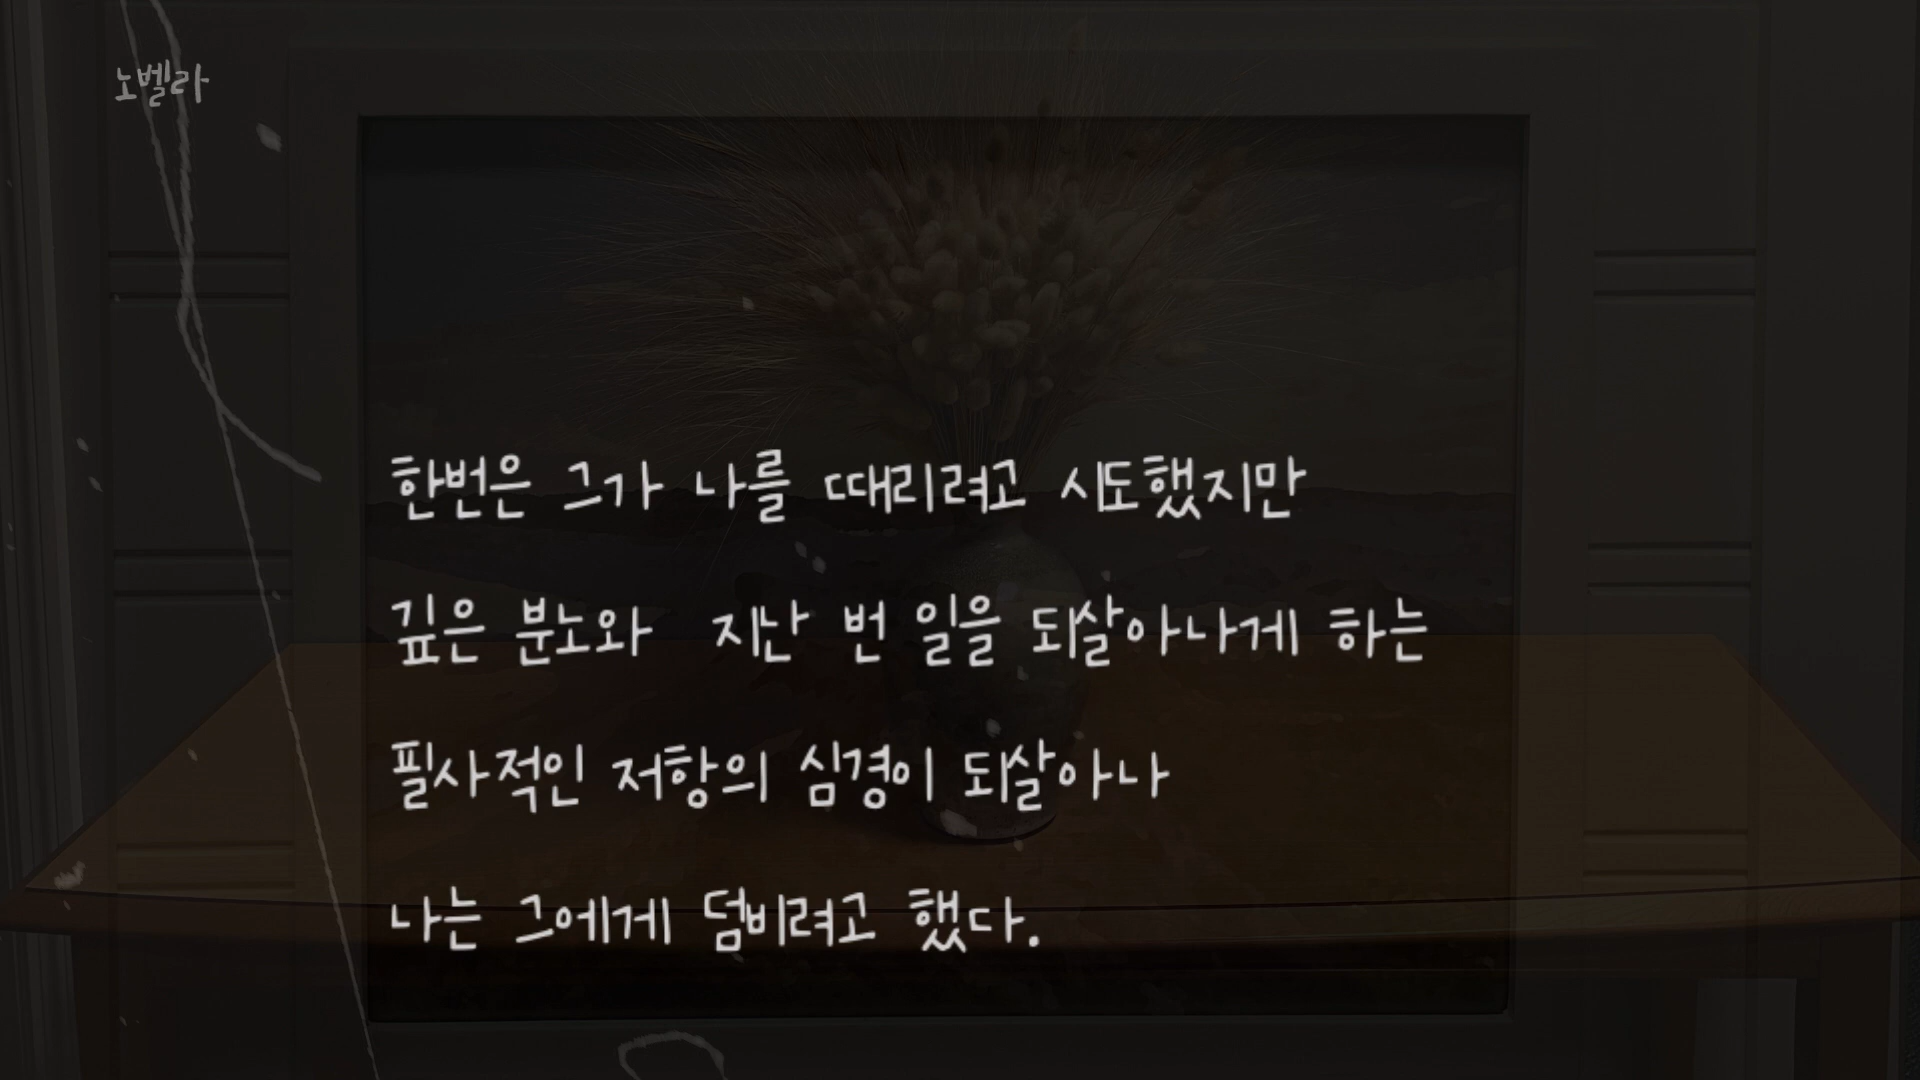 노벨라
한번은 그가 나를 때리려고 시도했지만
깊은 분노와 지난 번 일을 되살아나게 하는
필사적인 저항의 심경이 되살아나
나는 그에게 덤비려고 했다.